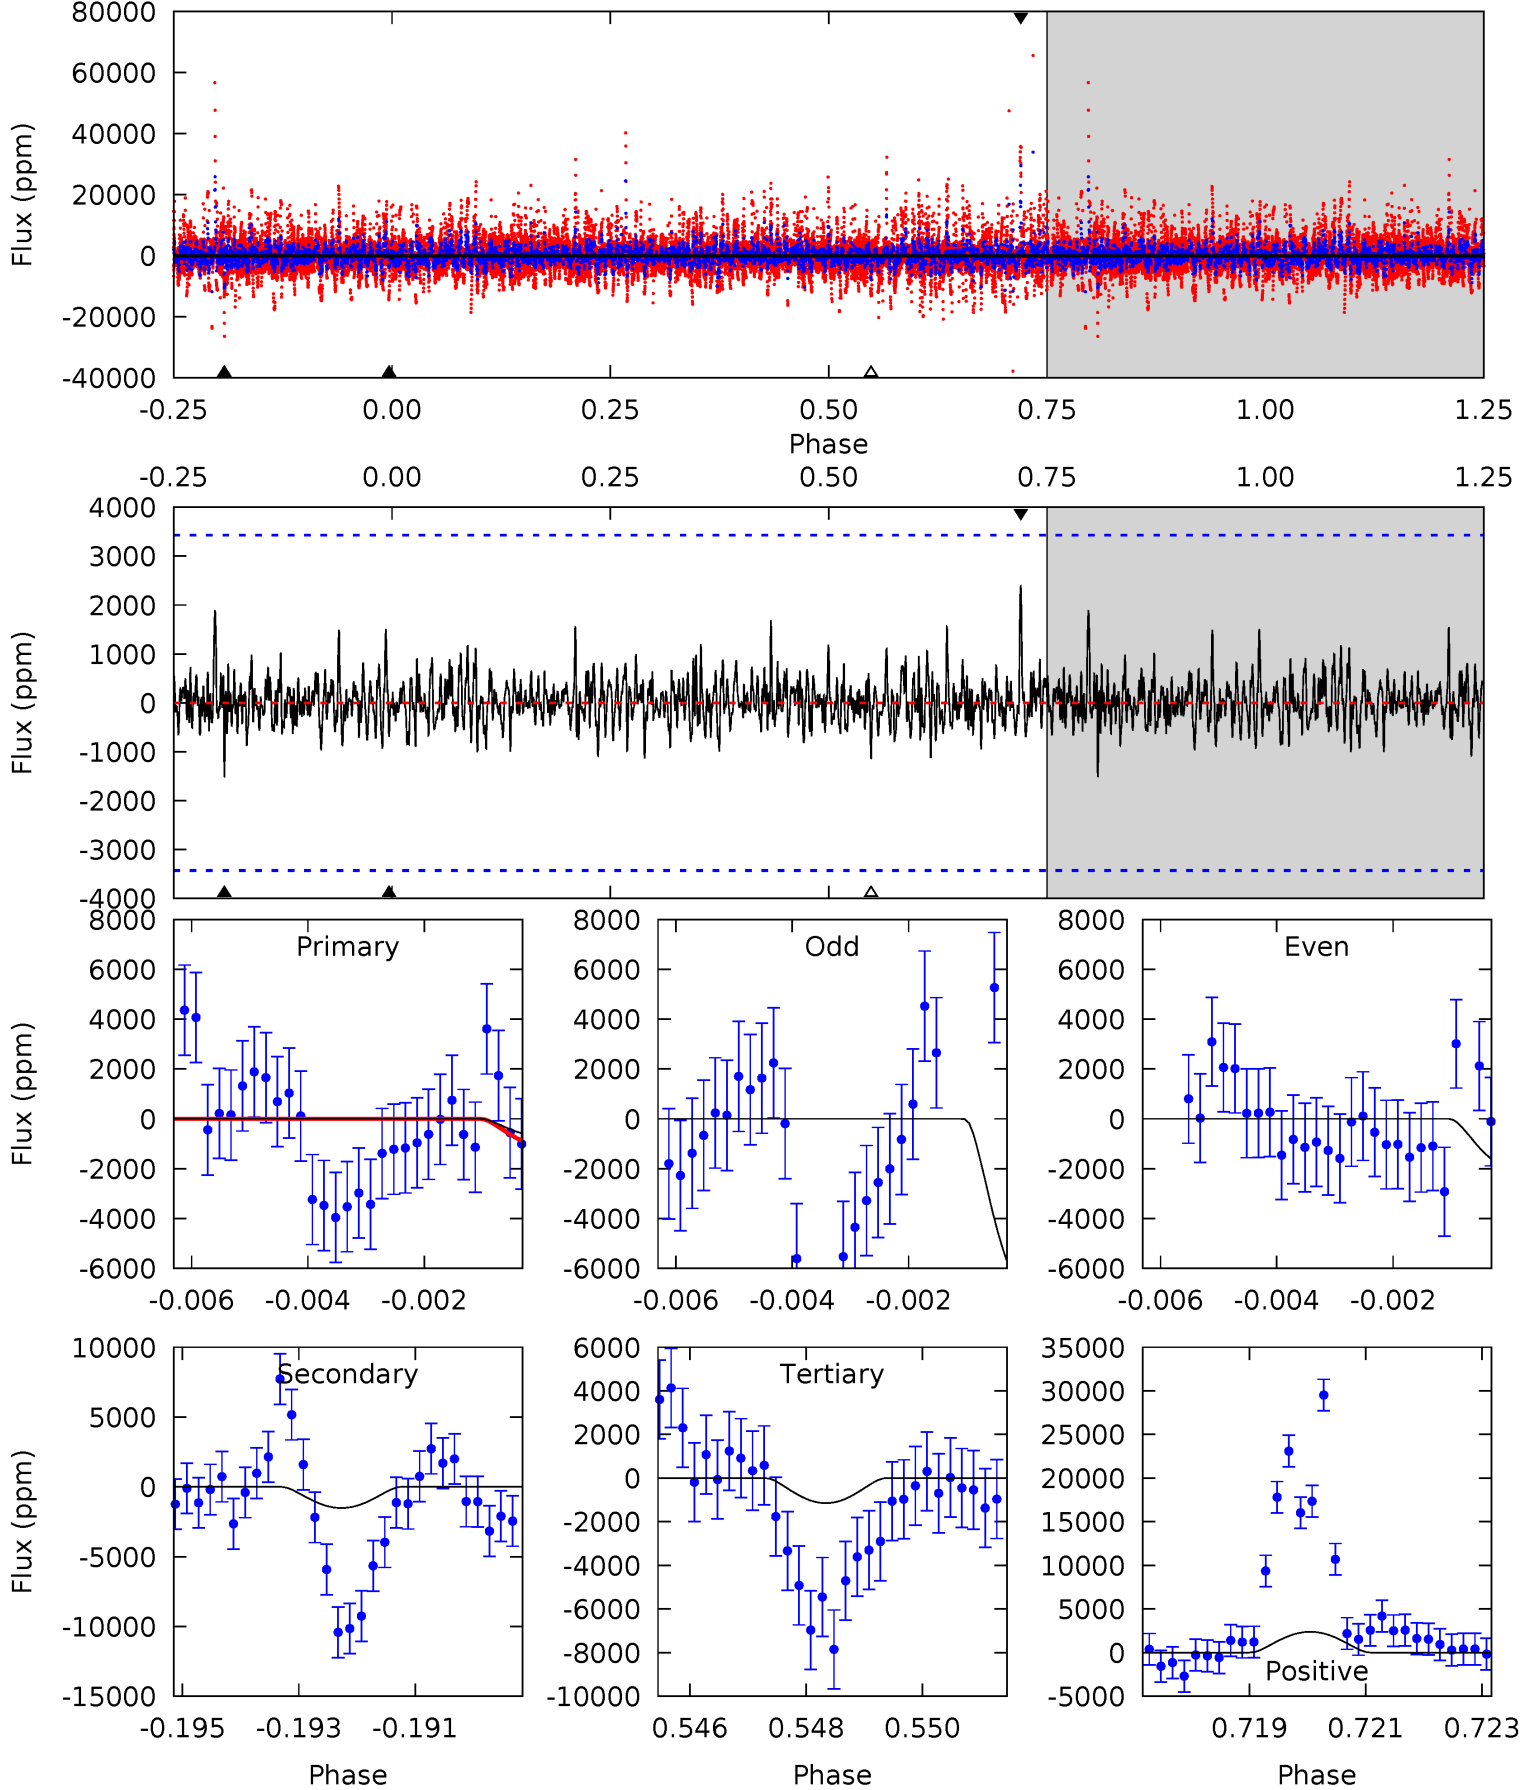 80000
60000
40000
20000
0
-20000
-40000
Flux (ppm)
-0.25 0.00 0.25 0.50 0.75 1.00 1.25
Phase
-0.25 0.00 0.25 0.50 0.75 1.00 1.25
4000
3000
2000
1000
0
-1000
-2000
-3000
-4000
Flux (ppm)
Primary
8000
6000
4000
2000
0
-2000
-4000
-6000
Flux (ppm)
-0.006 -0.004 -0.002
Odd
8000
6000
4000
2000
0
-2000
-4000
-6000
-0.006 -0.004 -0.002
Even
8000
6000
4000
2000
0
-2000
-4000
-6000
-0.006 -0.004 -0.002
Secondary
10000
5000
0
-5000
-10000
-15000
Flux (ppm)
-0.195 -0.193 -0.191
Phase
Tertiary
6000
4000
2000
0
-2000
-4000
-6000
-8000
-10000
0.546 0.548 0.550
Phase
35000
30000
25000
20000
15000
10000
5000
0
-5000
Positive
0.719 0.721 0.723
Phase